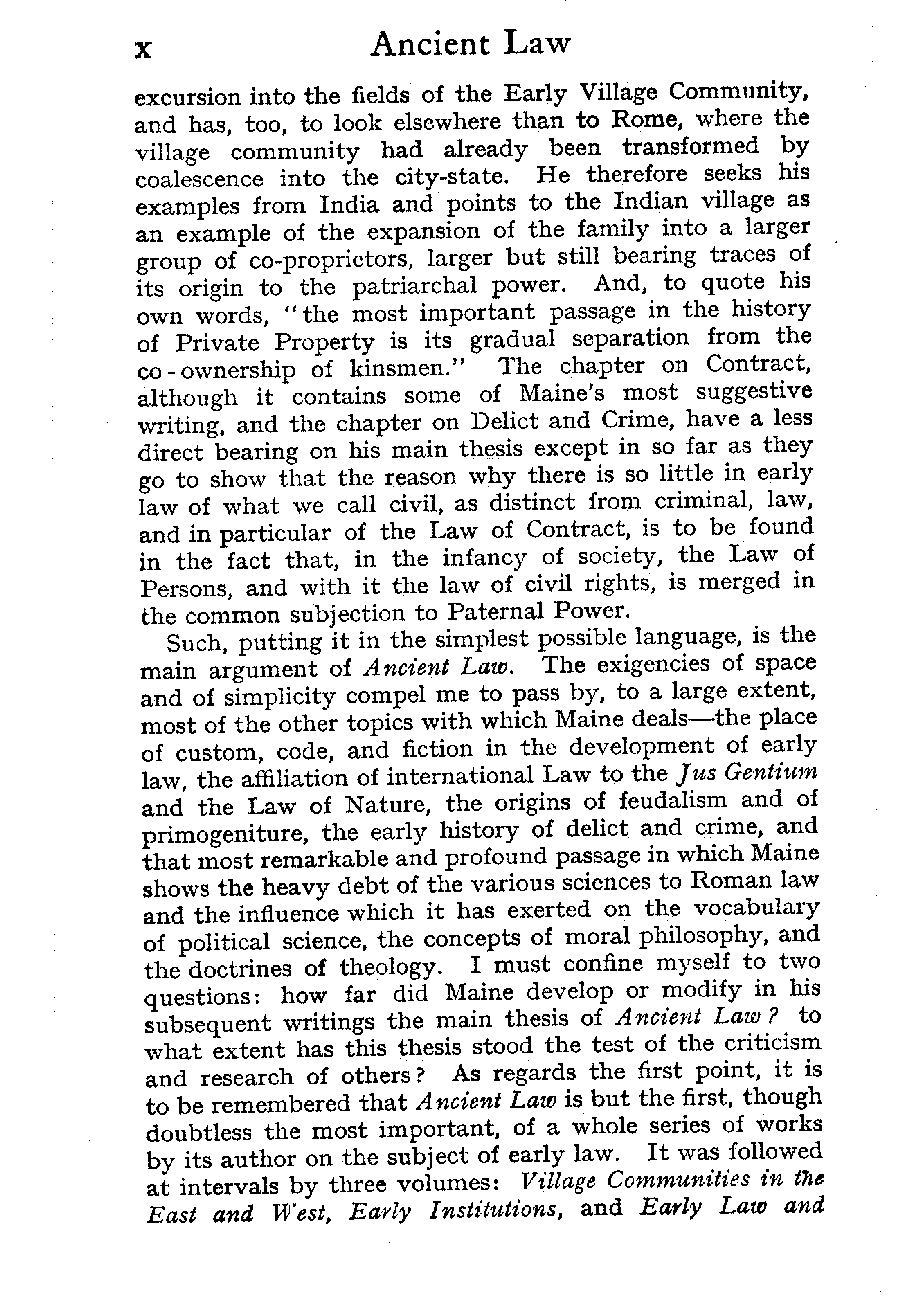 x Ancient Law
excursion into the fields of the Early Village Community,
and has, too, to look elsewhere than to Rome, where the
village community had already been transformed by
coalescence into the city-state. He therefore seeks his
examples from India and points to the Indian village as
an example of the expansion of the family into a larger
group of co-proprietors, larger but still bearing traces of
its origin to the patriarchal power. And, to quote his
own words, "the most important passage in the history
of Private Property is its gradual separation from the
co-ownership of kinsmen." The chapter on Contract,
although it contains some of Maine's most suggestive
writing, and the chapter on Delict and Crime, have a less
direct bearing on his main thesis except in so far as they
go to show that the reason why there is so little in early
law of what we call civil, as distinct from criminal, law,
and in particular of the Law of Contract, is to be found
in the fact that, in the infancy of society, the Law of
Persons, and with it the law of civil rights, is merged in
the common subjection to Paternal Power.
Such, putting it in the simplest possible language, is the
main argument of Ancient Law. The exigencies of space
and of simplicity compel me to pass by, to a large extent,
most of the other topics with which Maine deals—the place
of custom, code, and fiction in the development of early
law, the affiliation of international Law to the Jus Gentium
and the Law of Nature, the origins of feudalism and of
primogeniture, the early history of delict and crime, and
that most remarkable and profound passage in which Maine
shows the heavy debt of the various sciences to Roman law
and the influence which it has exerted on the vocabulary
of political science, the concepts of moral philosophy, and
the doctrines of theology. I must confine myself to two
questions: how far did Maine develop or modify in his
subsequent writings the main thesis of Ancient Law? to
what extent has this thesis stood the test of the criticism
and research of others? As regards the first point, it is
to be remembered that Ancient Law is but the first, though
doubtless the most important, of a whole series of works
by its author on the subject of early law. It was followed
at intervals by three volumes: Village Communities in the
East and West, Early Institutions, and Early Law and